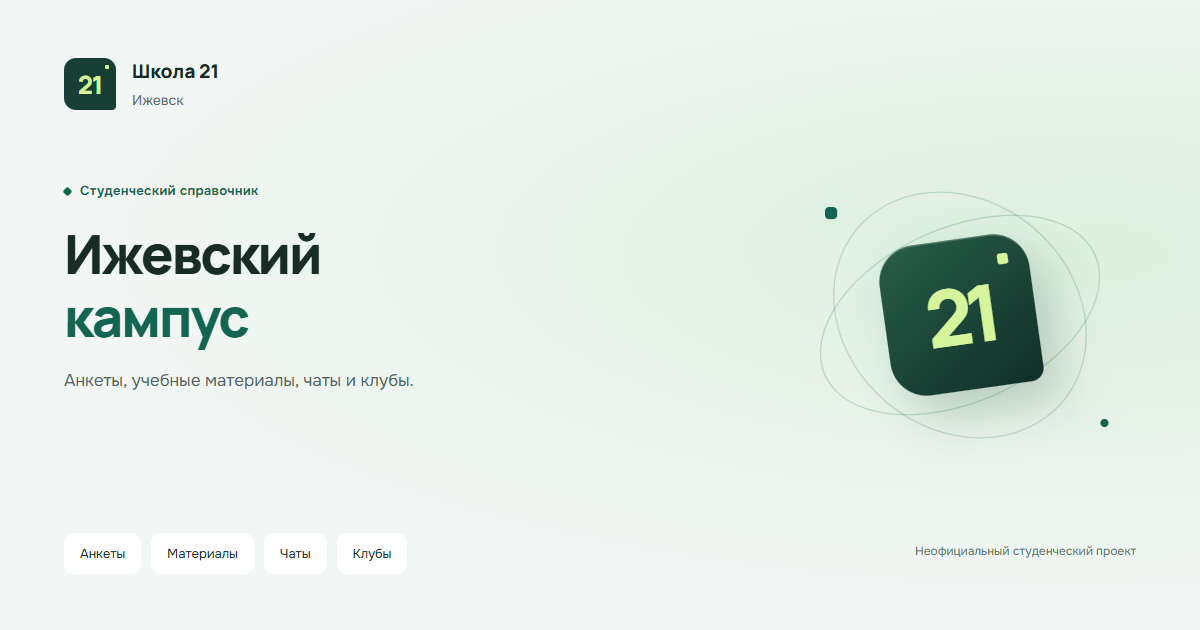 21
Школа 21
Ижевск
Студенческий справочник
Ижевский
кампус
Анкеты, учебные материалы, чаты и клубы.
21
Анкеты
Материалы
Чаты
Клубы
Неофициальный студенческий проект